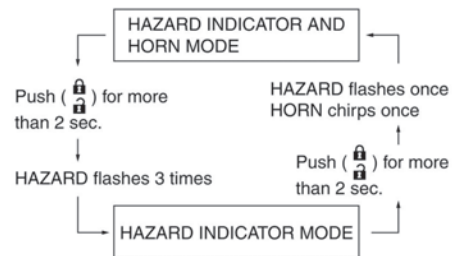 HAZARD INDICATOR AND
HORN MODE
Push ( 🔒 🔓 ) for more
than 2 sec.
HAZARD flashes 3 times
HAZARD INDICATOR MODE
Push ( 🔒 🔓 ) for more
than 2 sec.
HAZARD flashes once
HORN chirps once